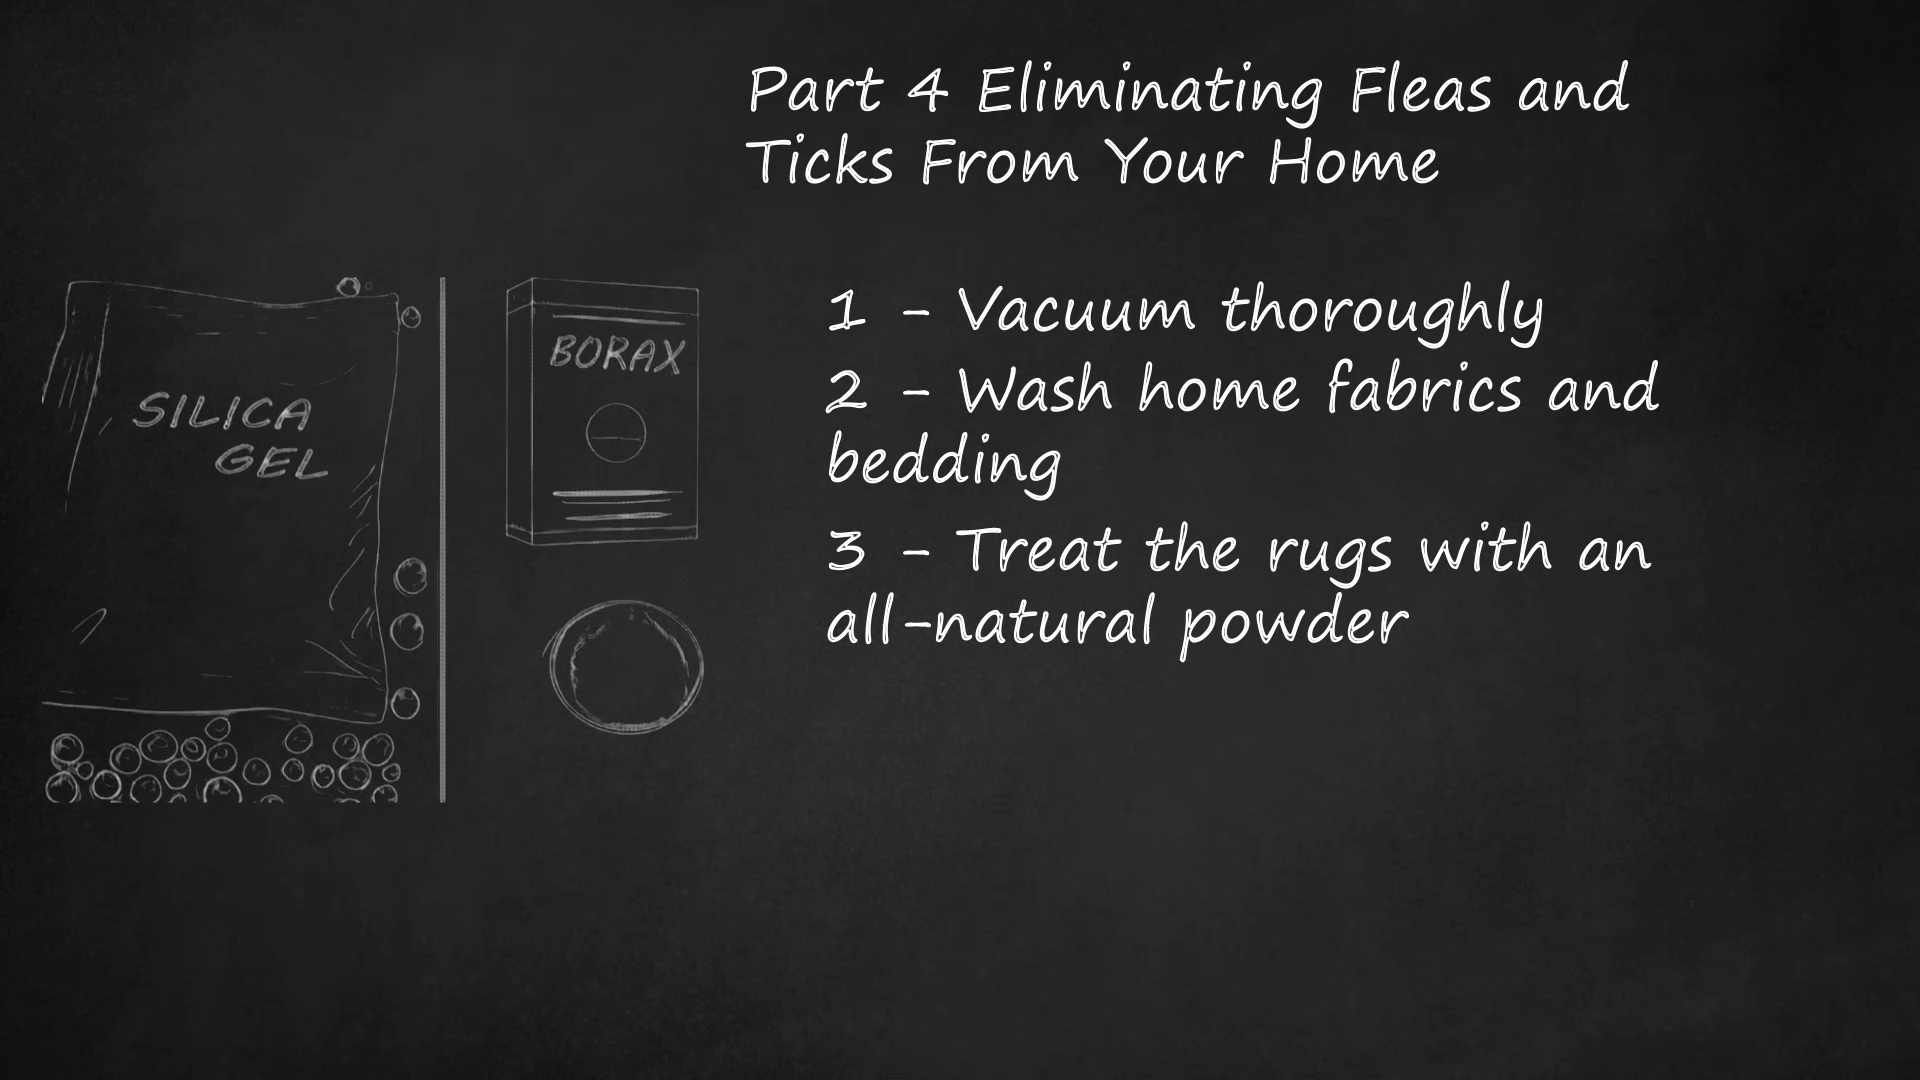 Part 4 Eliminating Fleas and
Ticks From Your Home
SILICA
GEL
BORAX
1 - Vacuum thoroughly
2 - Wash home fabrics and
bedding
3 - Treat the rugs with an
all-natural powder